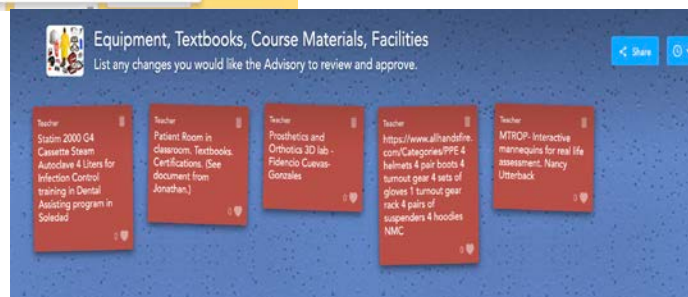 Equipment, Textbooks, Course Materials, Facilities
List any changes you would like the Advisory to review and approve.
Share
Teacher
Statim 2000 G4
Cassette Steam
Autoclave 4 Liters for
Infection Control
training in Dental
Assisting program in
Soledad
0
Teacher
Patient Room in
classroom. Textbooks.
Certifications. (See
document from
Jonathan.)
0
Teacher
Prosthetics and
Orthotics 3D lab -
Fidencio Cuevas-
Gonzales
0
Teacher
https://www.allhandsfire.
com/Categories/PPE 4
helmets 4 pair boots 4
turnout gear 4 sets of
gloves 1 turnout gear
rack 4 pairs of
suspenders 4 hoodies
NMC
0
Teacher
MTROP- Interactive
mannequins for real life
assessment. Nancy
Utterback
0